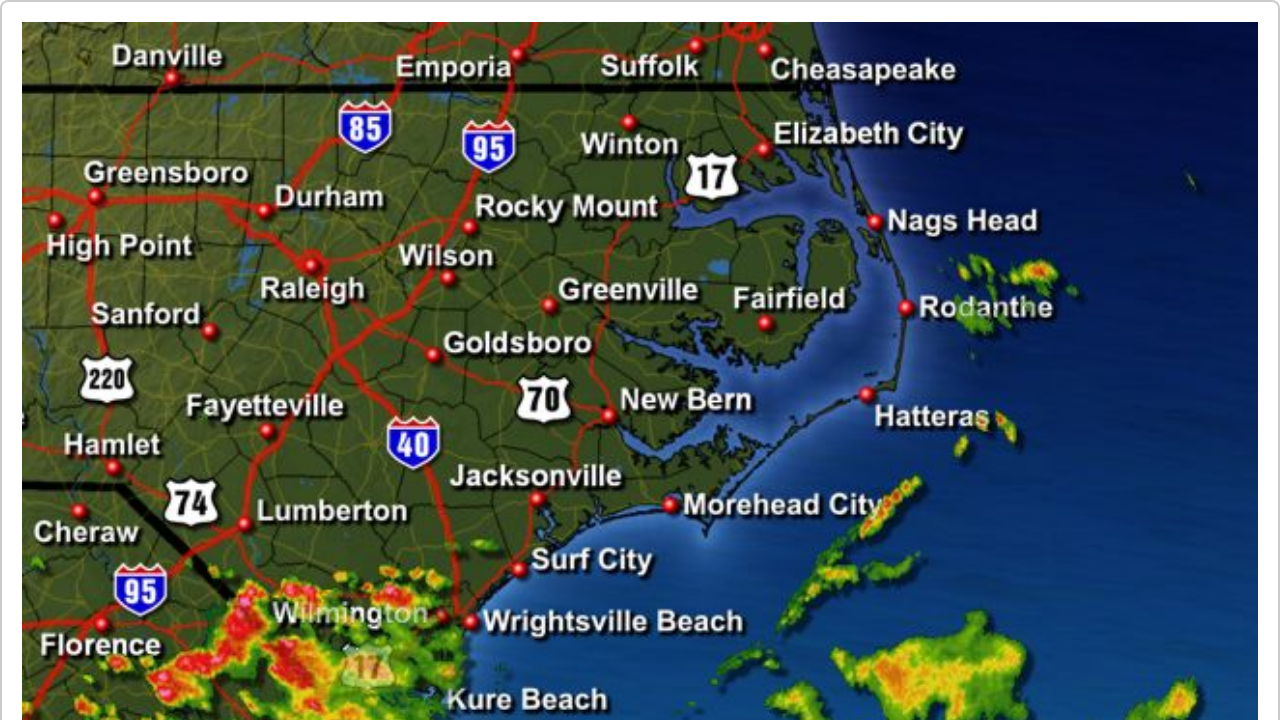 Danville
Emporia
Suffolk
Cheasapeake
85
95
Winton
Elizabeth City
17
Greensboro
Durham
Rocky Mount
Nags Head
High Point
Wilson
Raleigh
Greenville
Fairfield
Rodanthe
Sanford
Goldsboro
220
70
New Bern
Fayetteville
Hatteras
Hamlet
40
Jacksonville
74
Lumberton
Morehead City
Cheraw
Surf City
95
Wilmington
Wrightsville Beach
Florence
17
Kure Beach